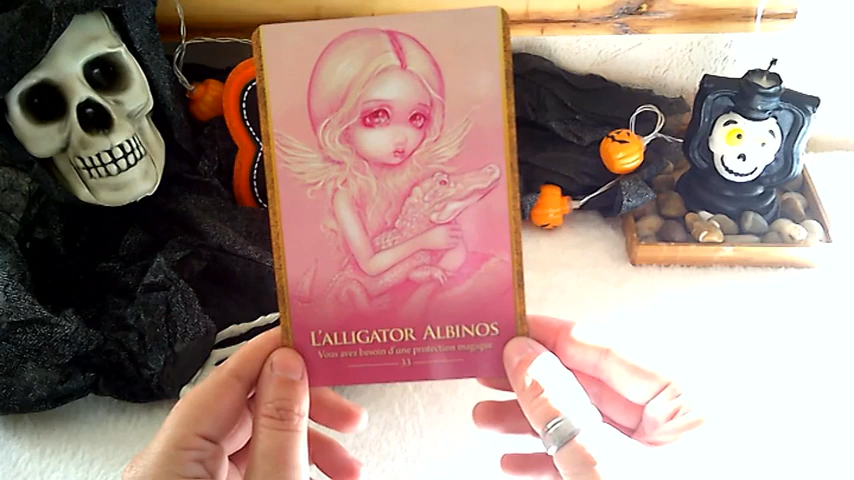 L'ALLIGATOR ALBINOS
Vous avez besoin d'une protection magique
33